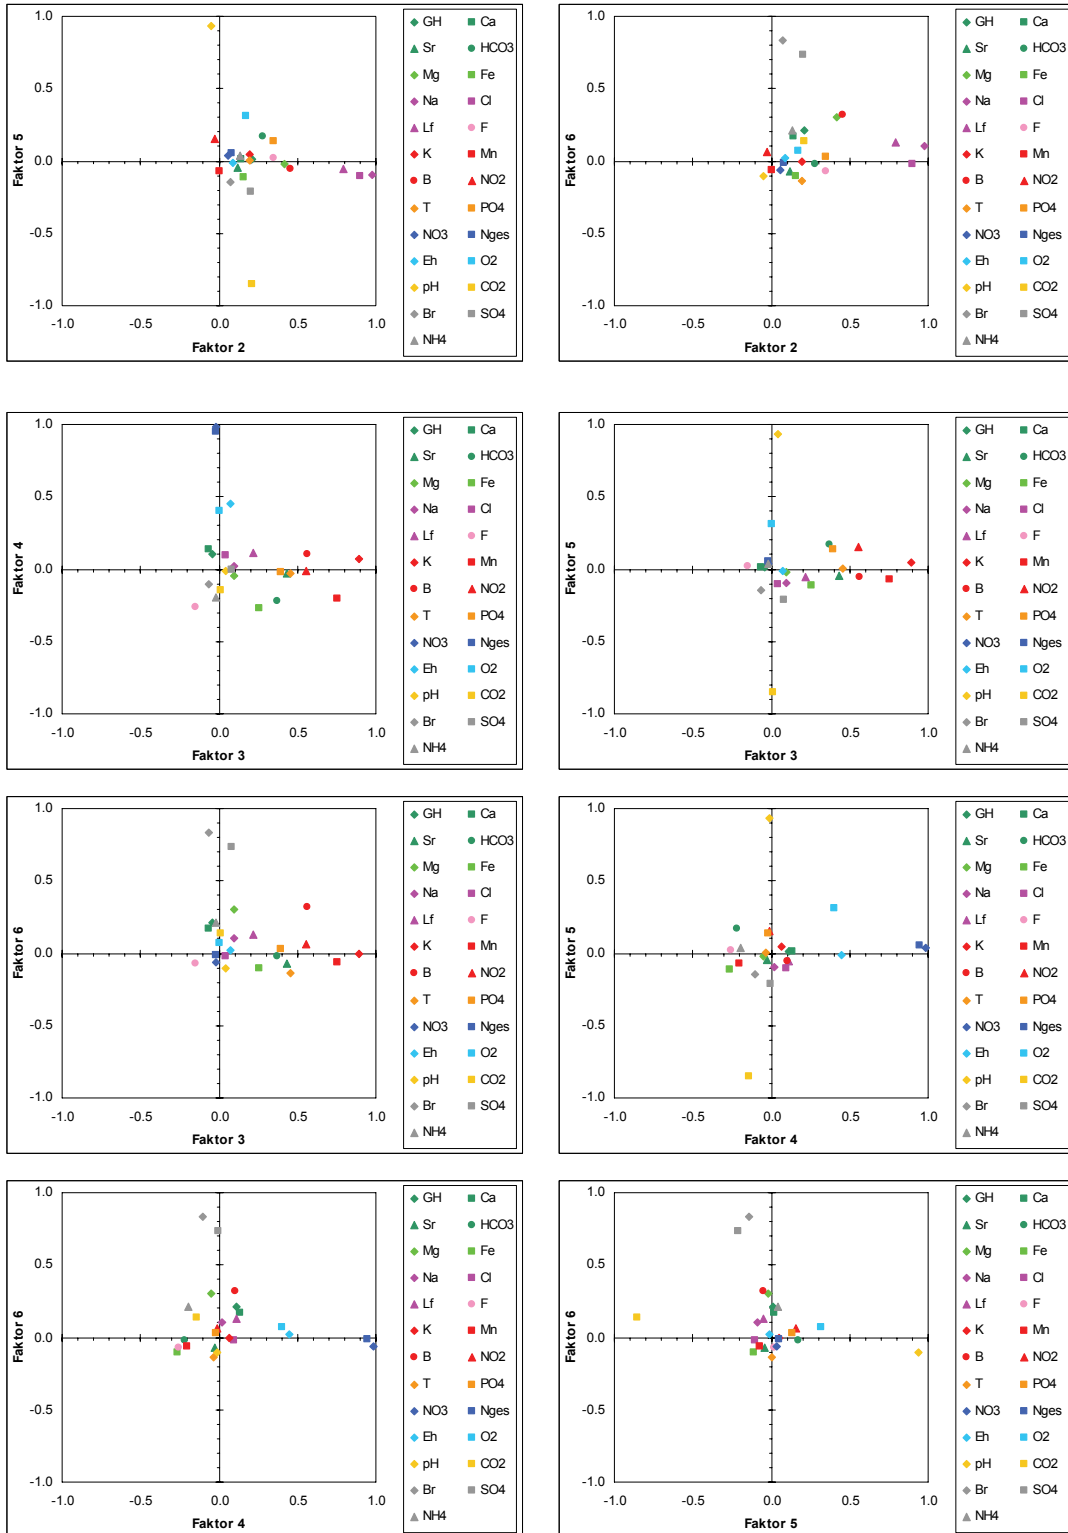 1.0
0.5
0.0
-0.5
-1.0
Faktor 5
-1.0 -0.5 0.0 0.5 1.0
Faktor 2
GH Ca
Sr HCO3
Mg Fe
Na Cl
Lf F
K Mn
B NO2
T PO4
NO3 Nges
Eh O2
pH CO2
Br SO4
NH4
1.0
0.5
0.0
-0.5
-1.0
Faktor 6
-1.0 -0.5 0.0 0.5 1.0
Faktor 2
GH Ca
Sr HCO3
Mg Fe
Na Cl
Lf F
K Mn
B NO2
T PO4
NO3 Nges
Eh O2
pH CO2
Br SO4
NH4
1.0
0.5
0.0
-0.5
-1.0
Faktor 4
-1.0 -0.5 0.0 0.5 1.0
Faktor 3
GH Ca
Sr HCO3
Mg Fe
Na Cl
Lf F
K Mn
B NO2
T PO4
NO3 Nges
Eh O2
pH CO2
Br SO4
NH4
1.0
0.5
0.0
-0.5
-1.0
Faktor 5
-1.0 -0.5 0.0 0.5 1.0
Faktor 3
GH Ca
Sr HCO3
Mg Fe
Na Cl
Lf F
K Mn
B NO2
T PO4
NO3 Nges
Eh O2
pH CO2
Br SO4
NH4
1.0
0.5
0.0
-0.5
-1.0
Faktor 6
-1.0 -0.5 0.0 0.5 1.0
Faktor 3
GH Ca
Sr HCO3
Mg Fe
Na Cl
Lf F
K Mn
B NO2
T PO4
NO3 Nges
Eh O2
pH CO2
Br SO4
NH4
1.0
0.5
0.0
-0.5
-1.0
Faktor 5
-1.0 -0.5 0.0 0.5 1.0
Faktor 4
GH Ca
Sr HCO3
Mg Fe
Na Cl
Lf F
K Mn
B NO2
T PO4
NO3 Nges
Eh O2
pH CO2
Br SO4
NH4
1.0
0.5
0.0
-0.5
-1.0
Faktor 6
-1.0 -0.5 0.0 0.5 1.0
Faktor 4
GH Ca
Sr HCO3
Mg Fe
Na Cl
Lf F
K Mn
B NO2
T PO4
NO3 Nges
Eh O2
pH CO2
Br SO4
NH4
1.0
0.5
0.0
-0.5
-1.0
Faktor 6
-1.0 -0.5 0.0 0.5 1.0
Faktor 5
GH Ca
Sr HCO3
Mg Fe
Na Cl
Lf F
K Mn
B NO2
T PO4
NO3 Nges
Eh O2
pH CO2
Br SO4
NH4